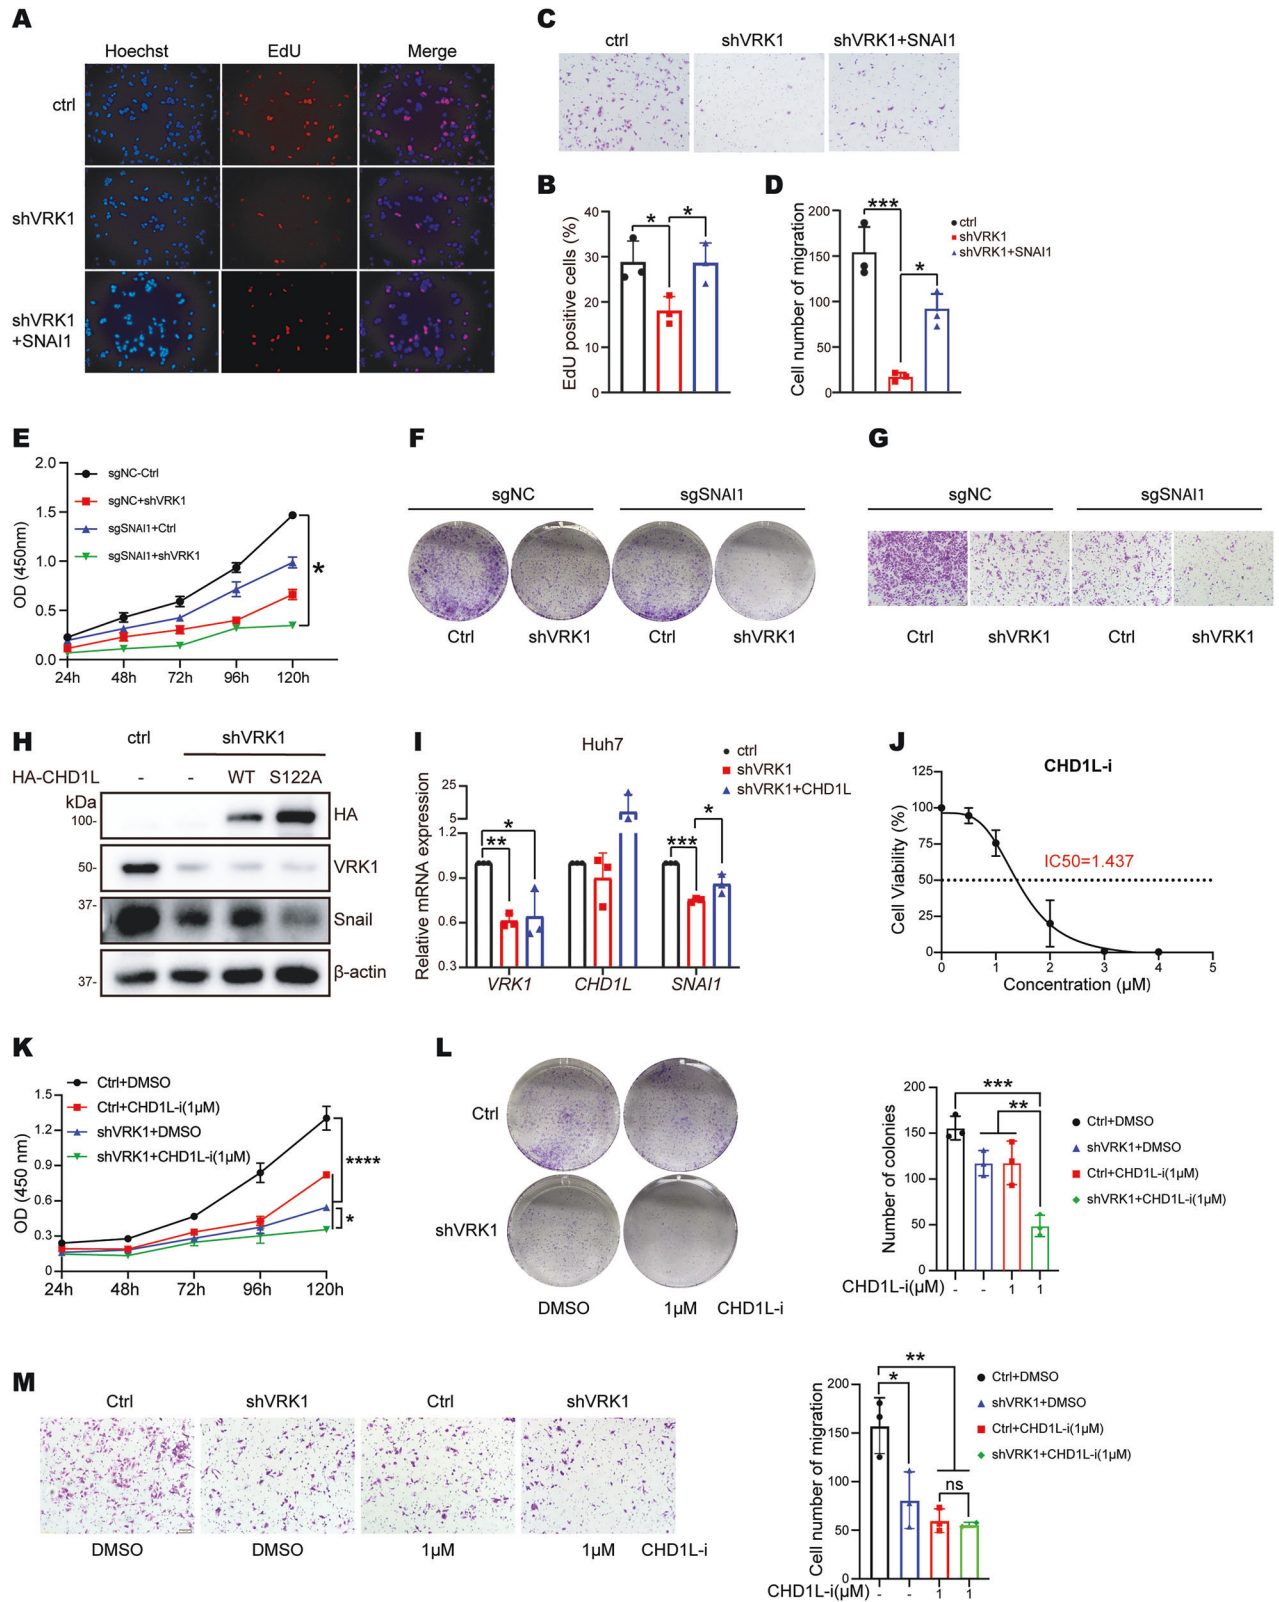 A
Hoechst EdU Merge
ctrl
shVRK1
shVRK1
+SNAI1
C
ctrl shVRK1 shVRK1+SNAI1
B
EdU positive cells (%)
40
30
20
10
0
* *
D
Cell number of migration
200
150
100
50
0
***
*
ctrl
shVRK1
shVRK1+SNAI1
E
OD (450nm)
2.0
1.5
1.0
0.5
0.0
sgNC-Ctrl
sgNC+shVRK1
sgSNAI1+Ctrl
sgSNAI1+shVRK1
*
24h 48h 72h 96h 120h
F
sgNC sgSNAI1
Ctrl shVRK1 Ctrl shVRK1
G
sgNC sgSNAI1
Ctrl shVRK1 Ctrl shVRK1
H
ctrl shVRK1
HA-CHD1L - - WT S122A
kDa
100- HA
50- VRK1
37- Snail
37- β-actin
I
Huh7
Relative mRNA expression
25
5
1.2
0.9
0.6
0.3
** *
*** *
ctrl
shVRK1
shVRK1+CHD1L
VRK1 CHD1L SNAI1
J
CHD1L-i
Cell Viability (%)
125
100
75
50
25
0
IC50=1.437
0 1 2 3 4 5
Concentration (μM)
K
OD (450 nm)
1.5
1.2
0.9
0.6
0.3
0
Ctrl+DMSO
Ctrl+CHD1L-i(1μM)
shVRK1+DMSO
shVRK1+CHD1L-i(1μM)
****
*
24h 48h 72h 96h 120h
L
Ctrl
shVRK1
DMSO 1μM CHD1L-i
Number of colonies
200
150
100
50
0
***
**
Ctrl+DMSO
shVRK1+DMSO
Ctrl+CHD1L-i(1μM)
shVRK1+CHD1L-i(1μM)
CHD1L-i(μM) - - 1 1
M
Ctrl shVRK1 Ctrl shVRK1
DMSO DMSO 1μM 1μM CHD1L-i
Cell number of migration
200
150
100
50
0
**
*
ns
Ctrl+DMSO
shVRK1+DMSO
Ctrl+CHD1L-i(1μM)
shVRK1+CHD1L-i(1μM)
CHD1L-i(μM) - - 1 1